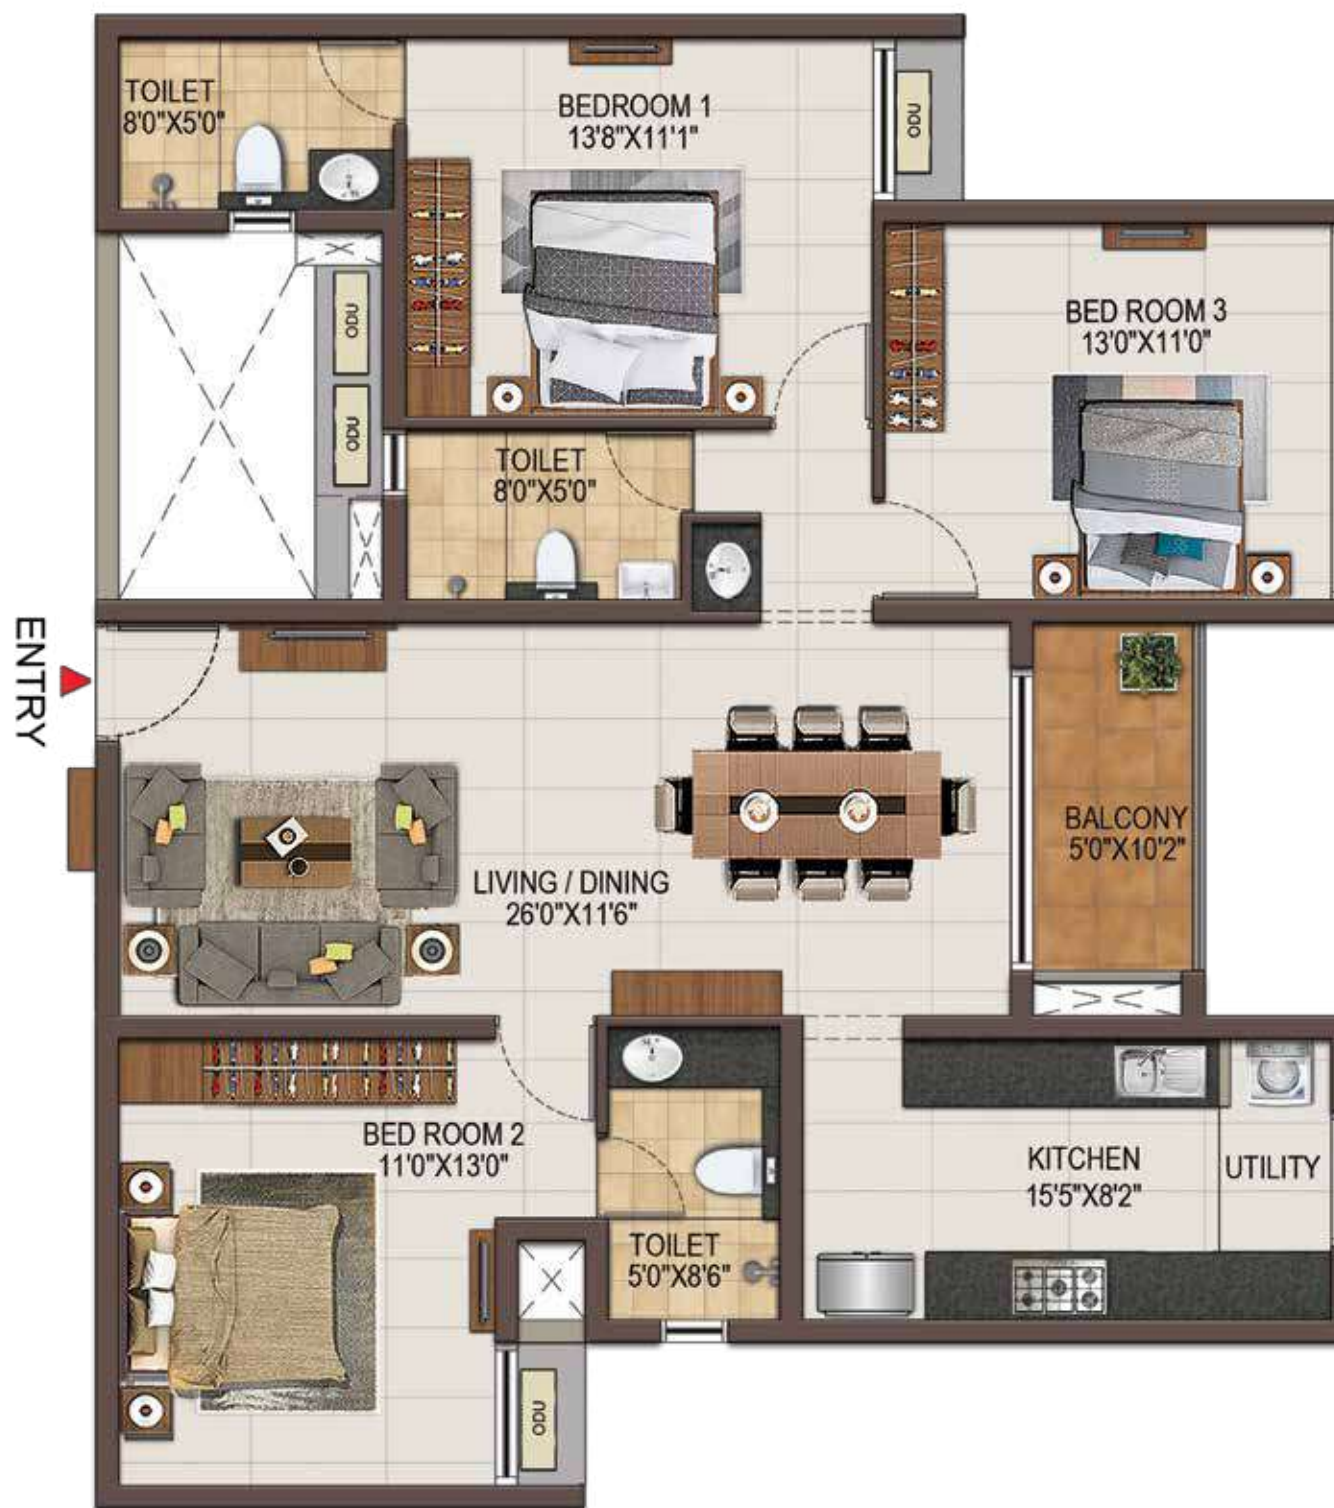 TOILET
8'0"X5'0"
BEDROOM 1
13'8"X11'1"
ODU
BED ROOM 3
13'0"X11'0"
ODU
ODU
TOILET
8'0"X5'0"
ENTRY
BALCONY
5'0"X10'2"
LIVING / DINING
26'0"X11'6"
BED ROOM 2
11'0"X13'0"
KITCHEN
15'5"X8'2"
UTILITY
TOILET
5'0"X8'6"
ODU